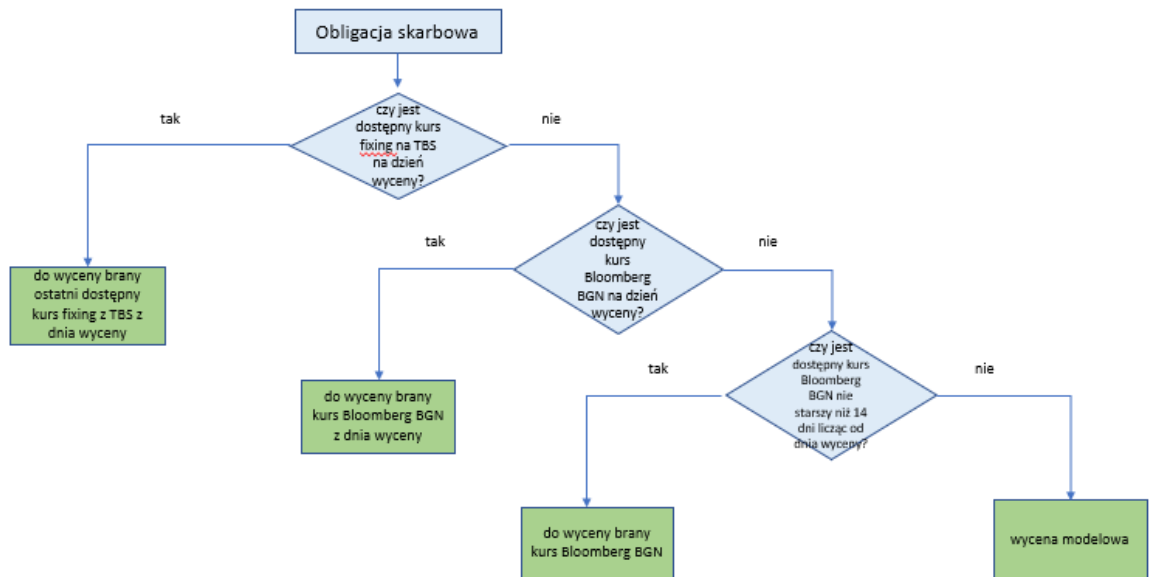 Obligacja skarbowa
czy jest
dostępny kurs
fixing na TBS
na dzień
wyceny?
tak
nie
do wyceny brany
ostatni dostępny
kurs fixing z TBS z
dnia wyceny
czy jest
dostępny
kurs
Bloomberg
BGN na dzień
wyceny?
tak
nie
do wyceny brany
kurs Bloomberg BGN
z dnia wyceny
czy jest
dostępny kurs
Bloomberg
BGN nie
starszy niż 14
dni licząc od
dnia wyceny?
tak
nie
do wyceny brany
kurs Bloomberg BGN
wycena modelowa